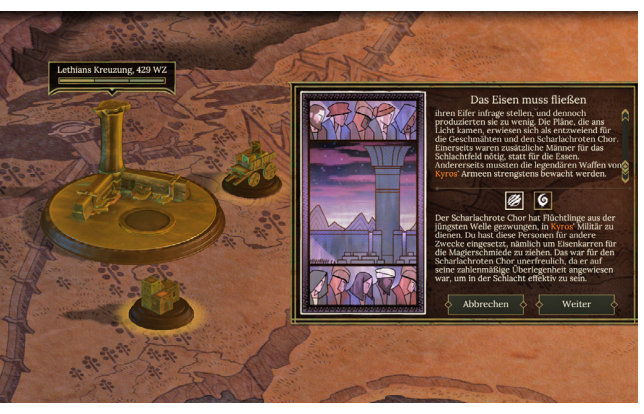 Lethians Kreuzung, 429 WZ
Das Eisen muss fließen
ihren Eifer infrage stellen, und dennoch
produzierten sie zu wenig. Die Pläne, die ans
Licht kamen, erwiesen sich als entzweiend für
die Geschmähten und den Scharlachroten Chor.
Einerseits waren zusätzliche Männer für das
Schlachtfeld nötig, statt für die Essen.
Andererseits mussten die legendären Waffen von
Kyros' Armeen strengstens bewacht werden.
Der Scharlachrote Chor hat Flüchtlinge aus der
jüngsten Welle gezwungen, in Kyros' Militär zu
dienen. Du hast diese Personen für andere
Zwecke eingesetzt, nämlich um Eisenkarren für
die Magierschmiede zu ziehen. Das war für den
Scharlachroten Chor unerfreulich, da er auf
seine zahlenmäßige Überlegenheit angewiesen
war, um in der Schlacht effektiv zu sein.
Abbrechen
Weiter